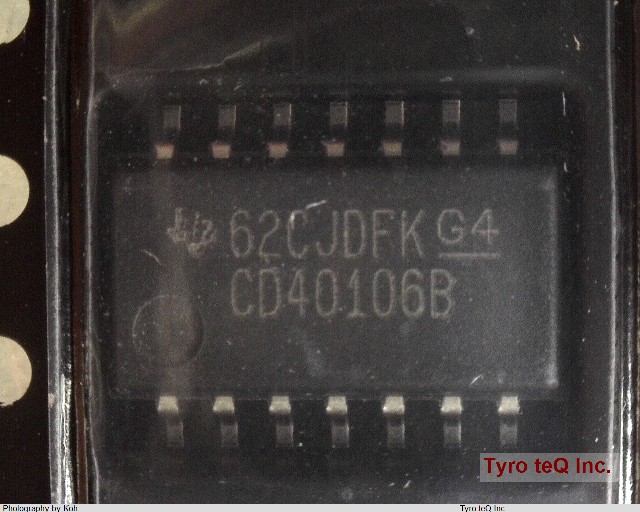 62CJDFK G4
CD40106B
Tyro teQ Inc.
Photography by Koh
Tyro teQ Inc